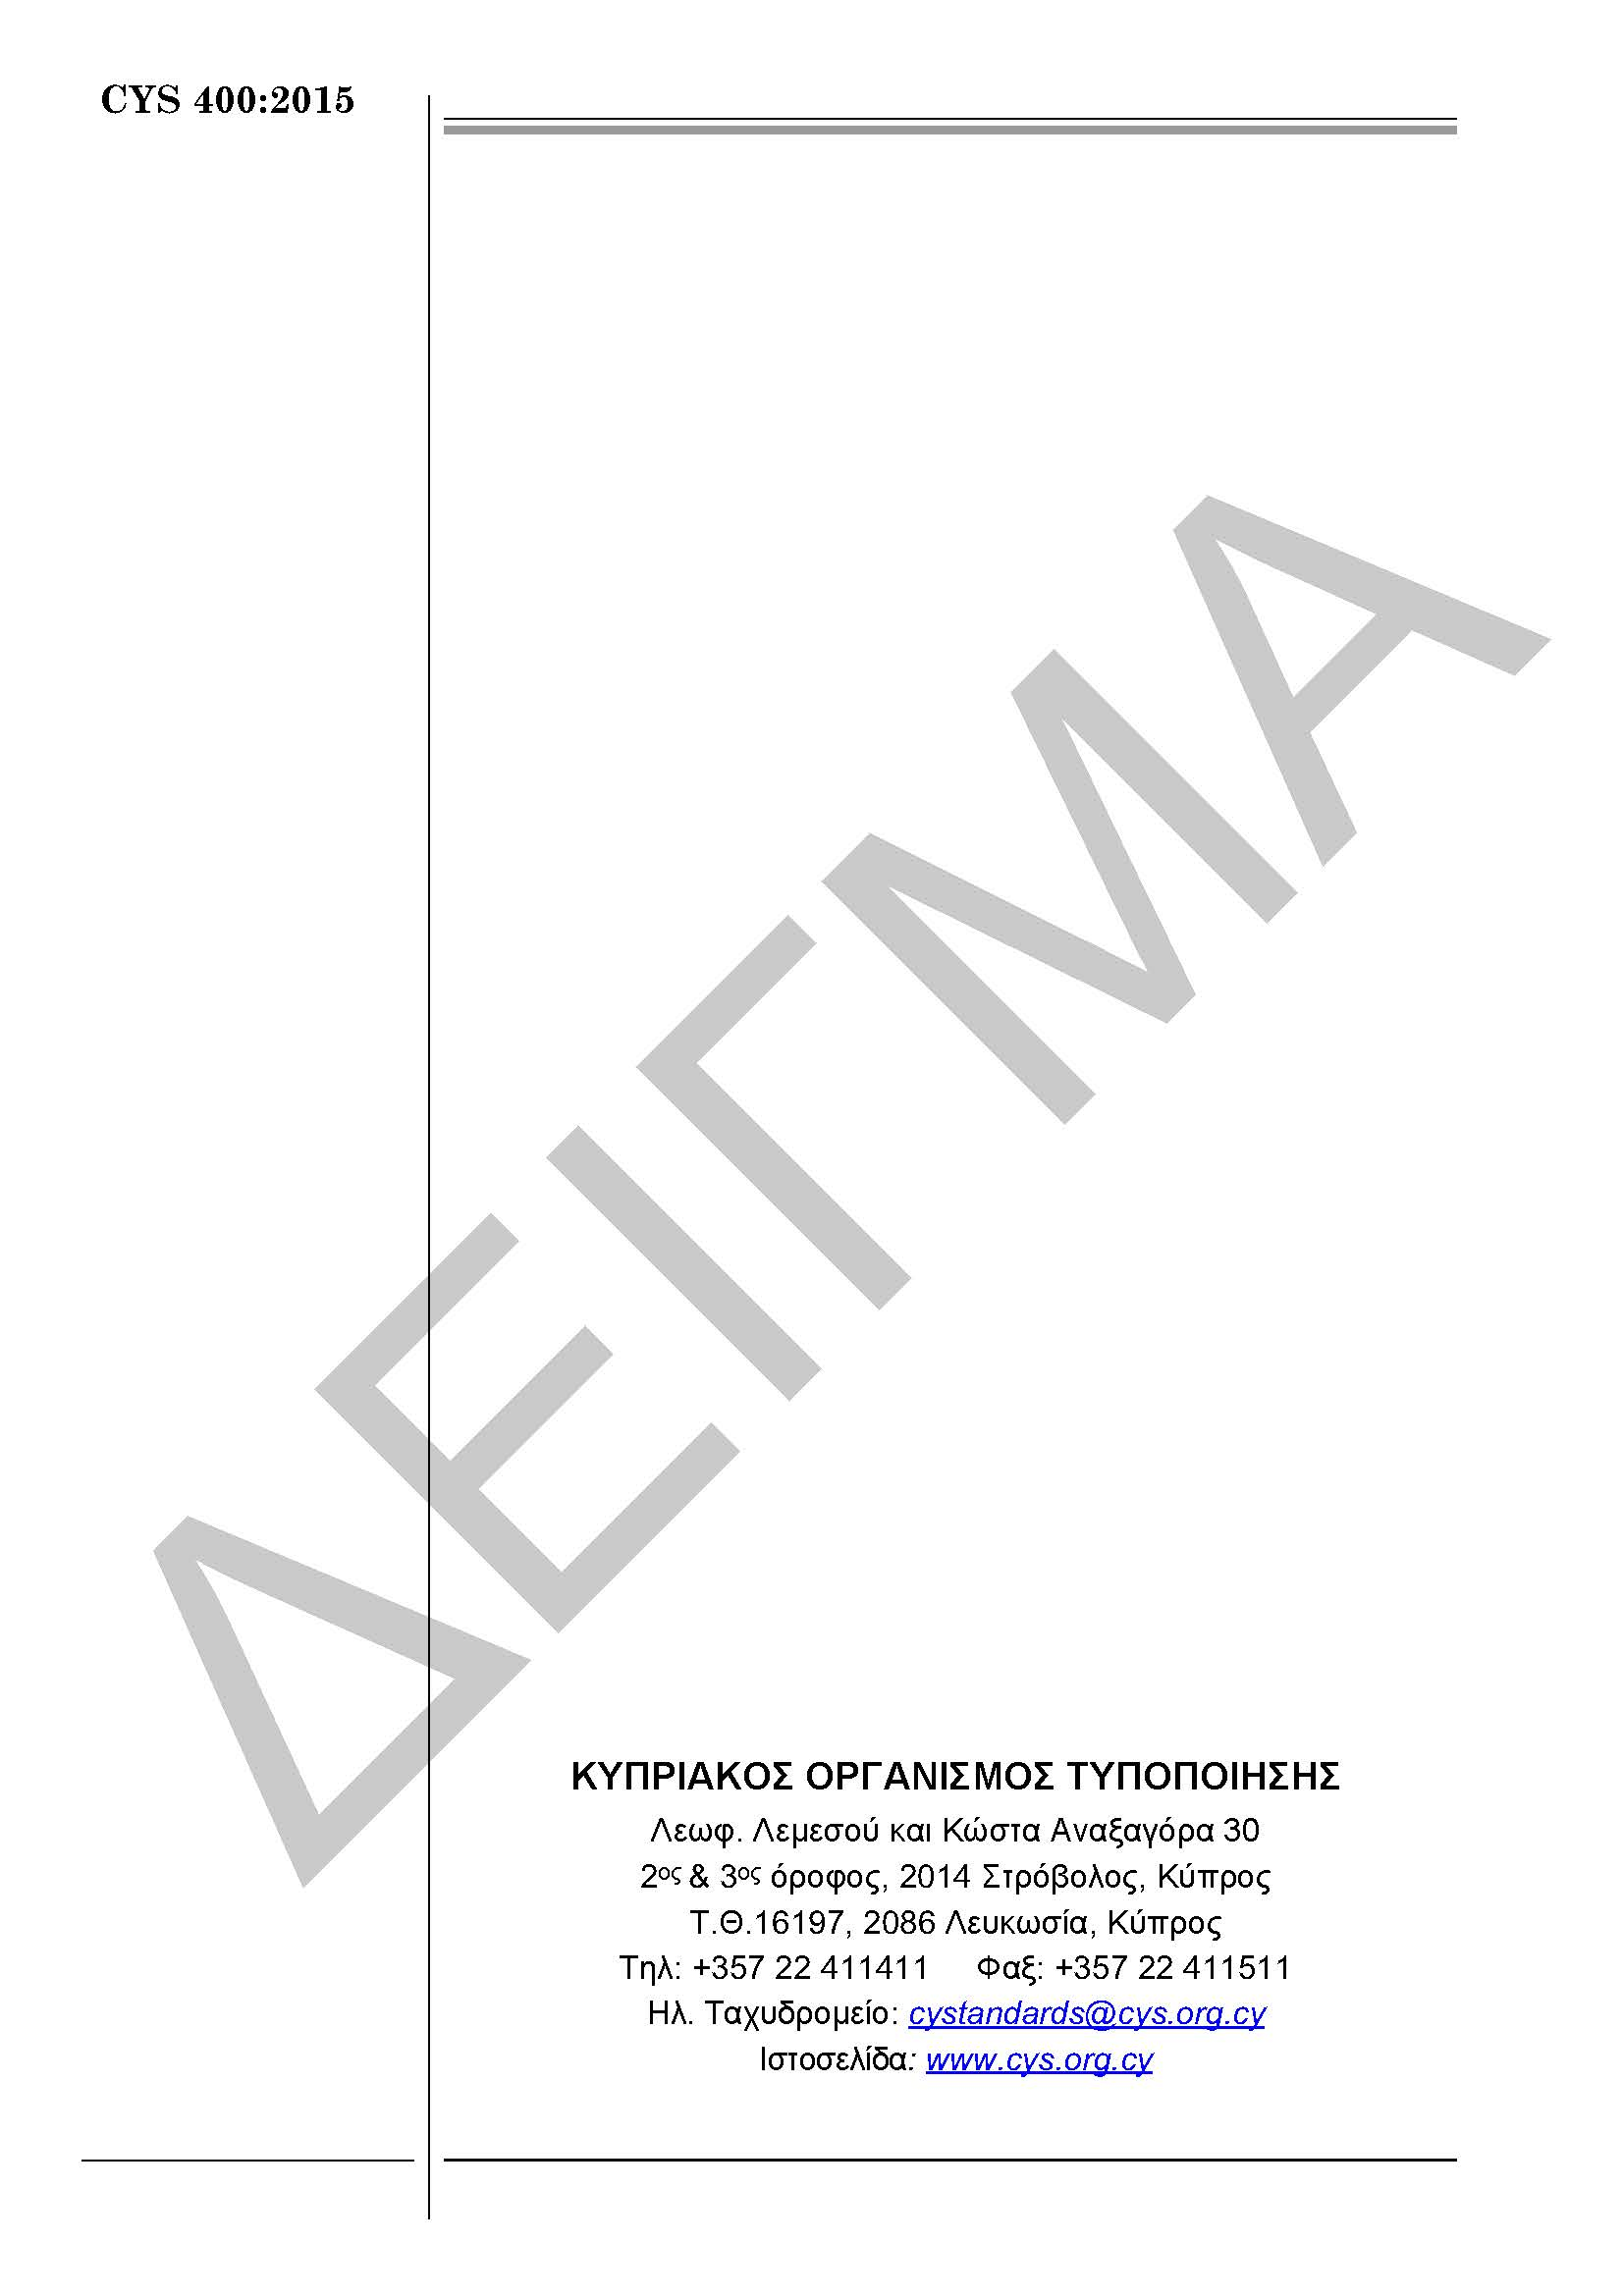 CYS 400:2015
ΔΕΙΓΜΑ
ΚΥΠΡΙΑΚΟΣ ΟΡΓΑΝΙΣΜΟΣ ΤΥΠΟΠΟΙΗΣΗΣ
Λεωφ. Λεμεσού και Κώστα Αναξαγόρα 30
2ος & 3ος όροφος, 2014 Στρόβολος, Κύπρος
Τ.Θ.16197, 2086 Λευκωσία, Κύπρος
Τηλ: +357 22 411411 Φαξ: +357 22 411511
Ηλ. Ταχυδρομείο: cystandards@cys.org.cy
Ιστοσελίδα: www.cys.org.cy